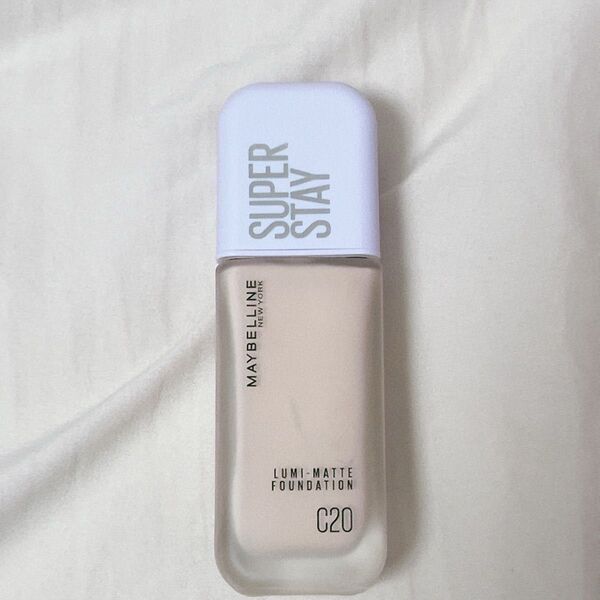 SUPER
STAY
MAYBELLINE
NEW YORK
LUMI-MATTE
FOUNDATION
C20